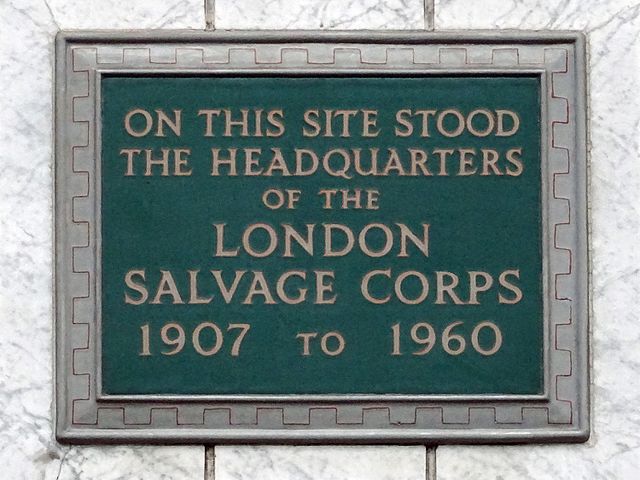 ON THIS SITE STOOD
THE HEADQUARTERS
OF THE
LONDON
SALVAGE CORPS
1907 TO 1960